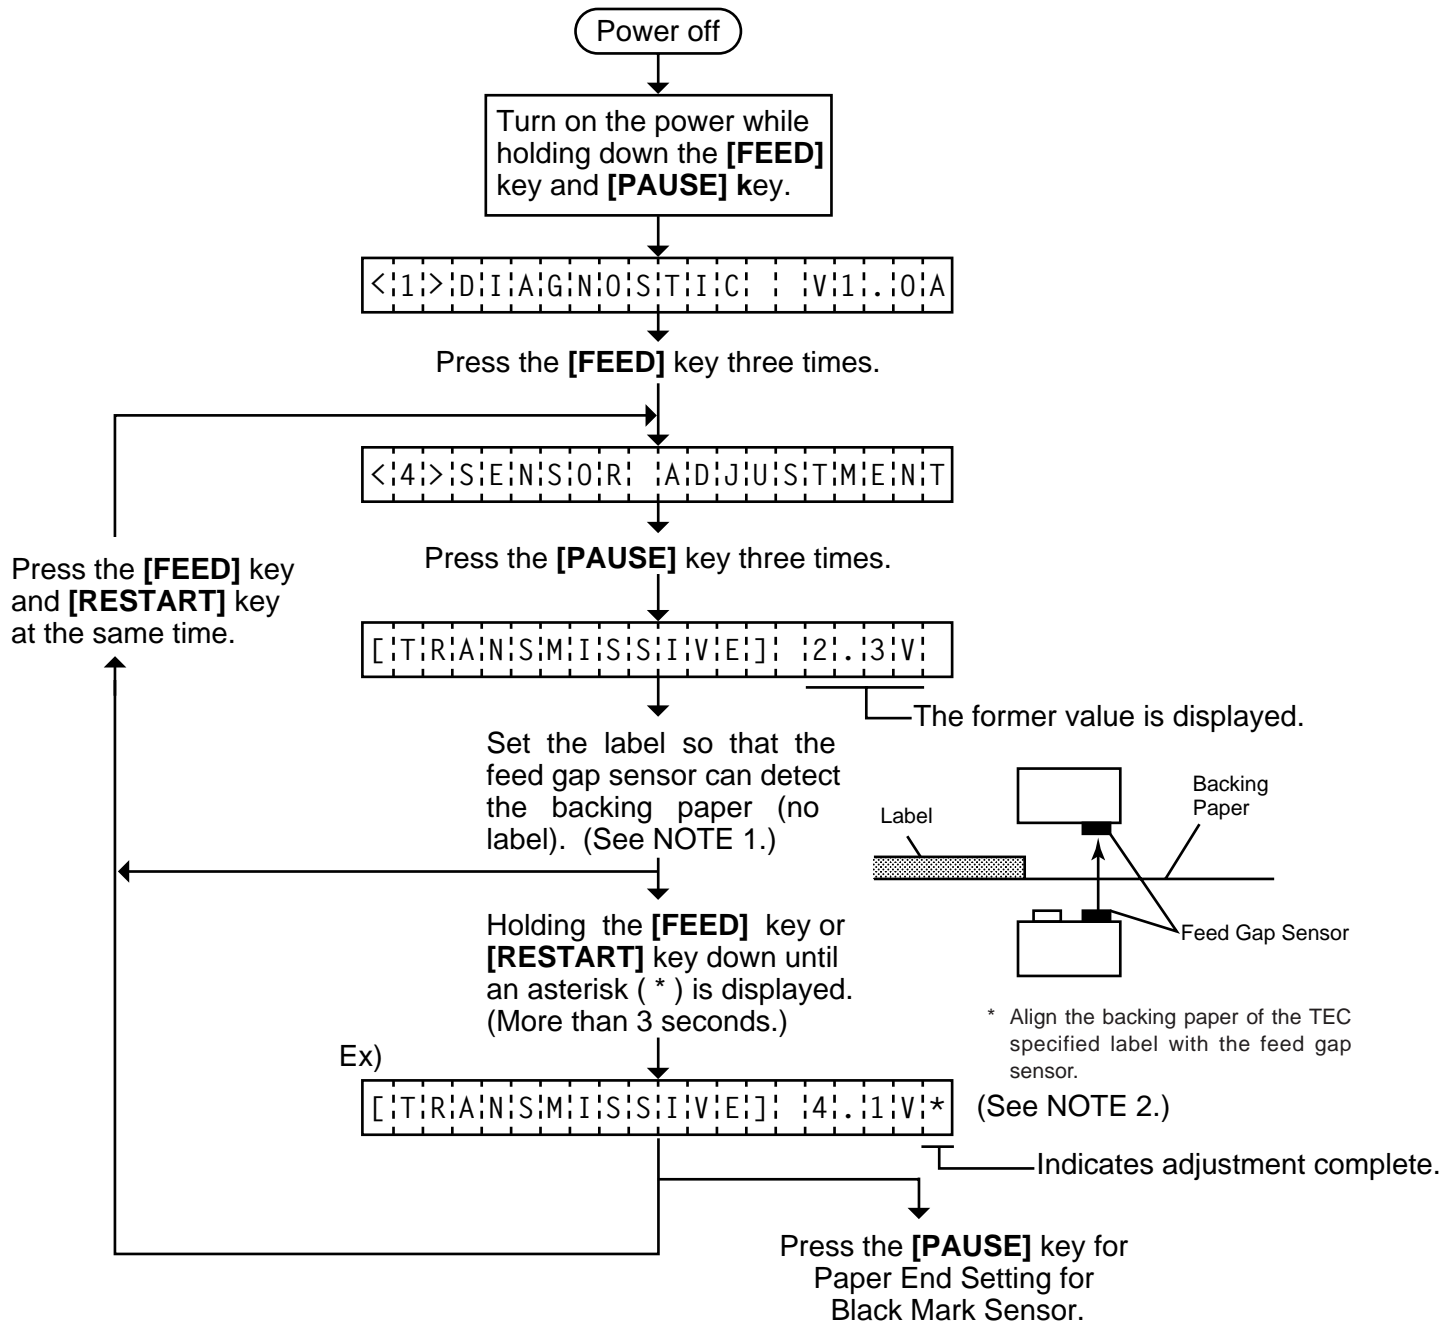 Power off
Turn on the power while
holding down the [FEED]
key and [PAUSE] key.
<1>DIAGNOSTIC  V1.0A
Press the [FEED] key three times.
<4>SENSOR ADJUSTMENT
Press the [PAUSE] key three times.
Press the [FEED] key
and [RESTART] key
at the same time.
[TRANSMISSIVE] 2.3V
The former value is displayed.
Set the label so that the
feed gap sensor can detect
the backing paper (no
label). (See NOTE 1.)
Label
Backing
Paper
Feed Gap Sensor
Holding the [FEED] key or
[RESTART] key down until
an asterisk ( * ) is displayed.
(More than 3 seconds.)
* Align the backing paper of the TEC
specified label with the feed gap
sensor.
Ex)
[TRANSMISSIVE] 4.1V*
(See NOTE 2.)
Indicates adjustment complete.
Press the [PAUSE] key for
Paper End Setting for
Black Mark Sensor.